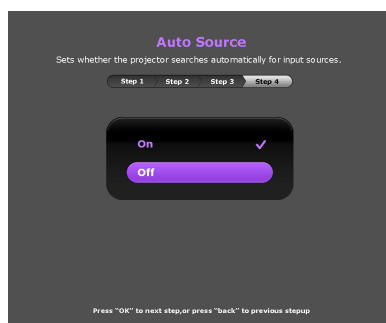 Auto Source
Sets whether the projector searches automatically for input sources.
Step 1 Step 2 Step 3 Step 4
On
Off
Press “OK” to next step,or press “back” to previous stepup